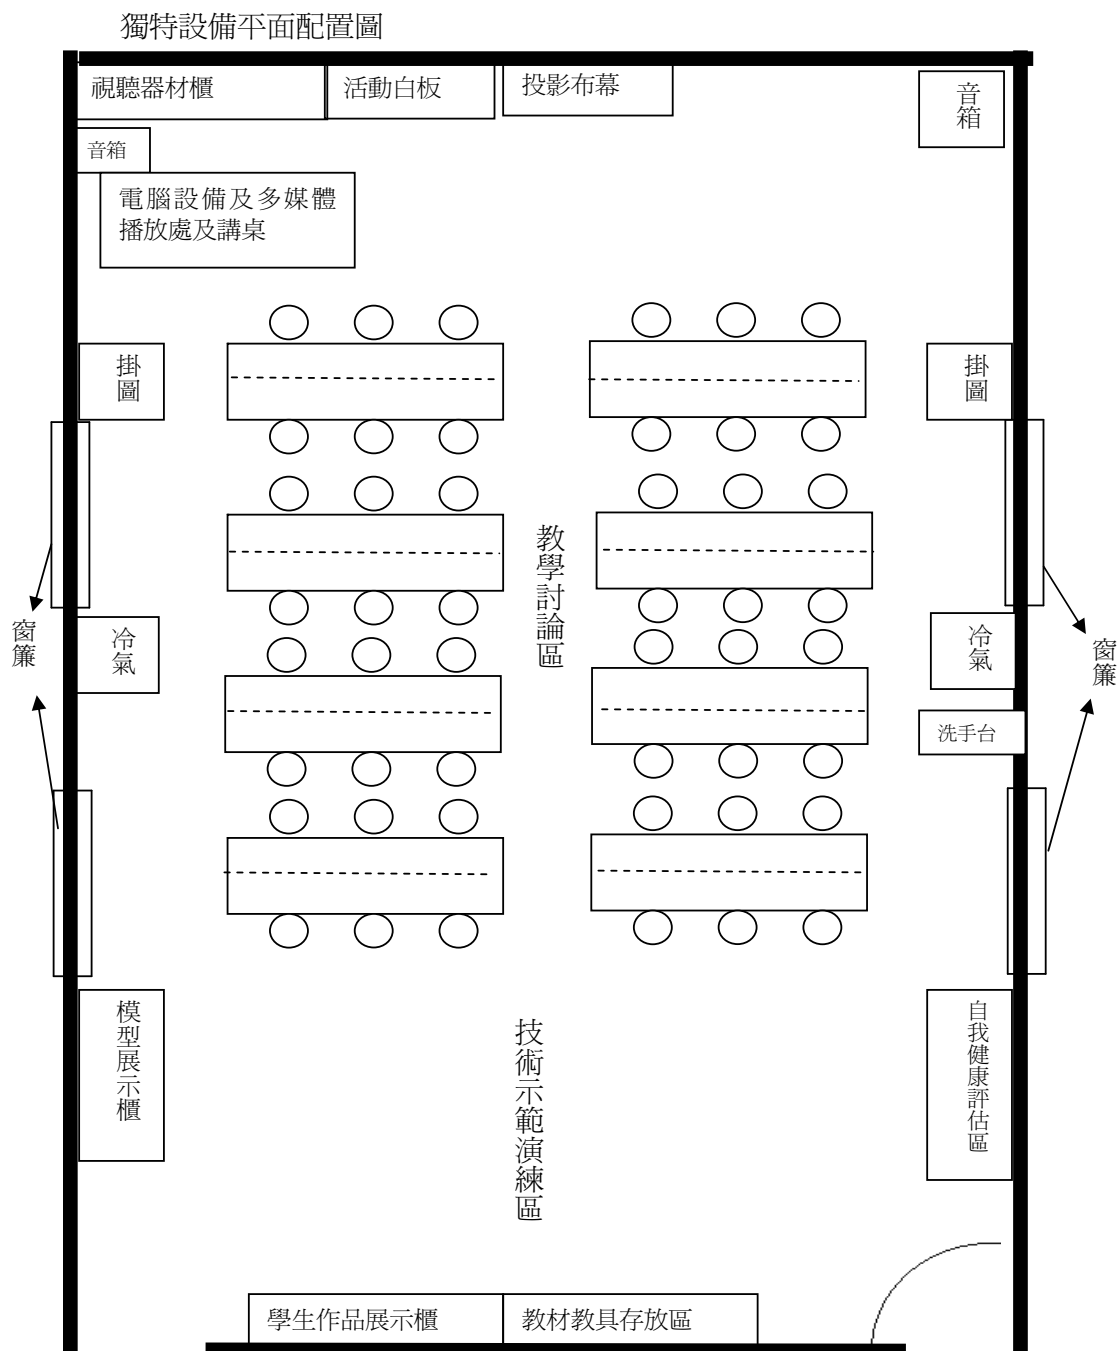 獨特設備平面配置圖
視聽器材櫃
活動白板
投影布幕
音箱
音箱
電腦設備及多媒體
播放處及講桌
掛圖
掛圖
教學討論區
窗簾
冷氣
冷氣
窗簾
洗手台
模型展示櫃
自我健康評估區
技術示範演練區
學生作品展示櫃
教材教具存放區